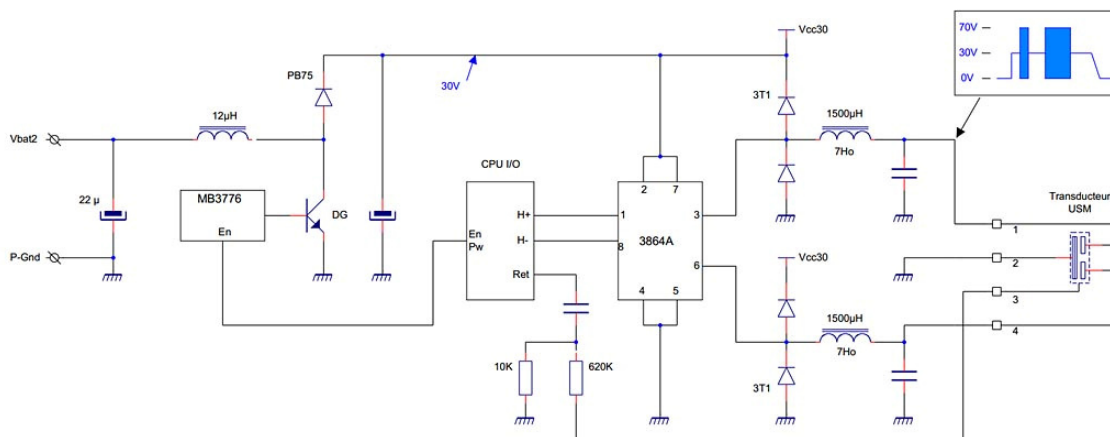 Vcc30
70V
30V
0V
PB75
30V
3T1
12µH
1500µH
Vbat2
7Ho
CPU I/O
Transducteur
USM
22 µ
MB3776
2
7
DG
H+
1
3
En
En
Pw
H-
8
3864A
1
P-Gnd
2
Ret
6
Vcc30
4
5
3
1500µH
4
10K
620K
7Ho
3T1